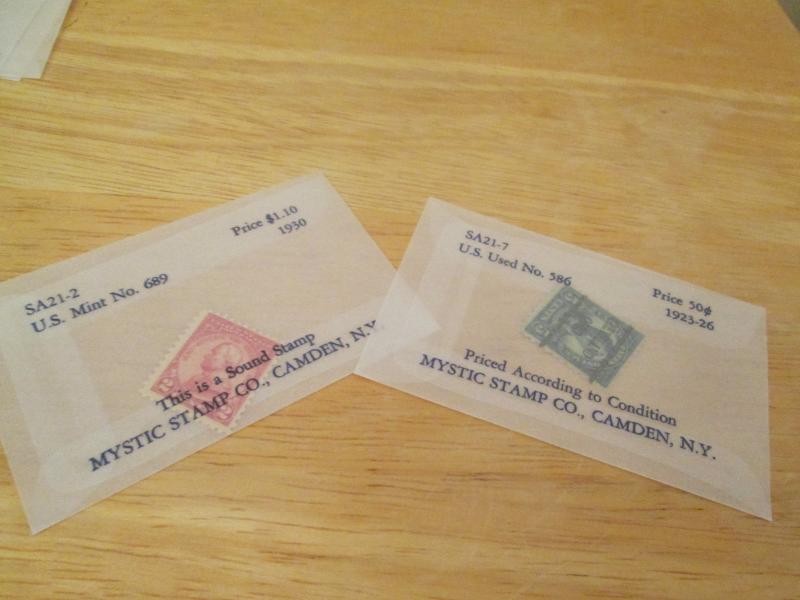 Price $1.10
1930
SA21-2
U.S. Mint No. 689
This is a Sound Stamp
MYSTIC STAMP CO., CAMDEN, N.Y.
SA21-7
U.S. Used No. 586
Price 50¢
1923-26
Priced According to Condition
MYSTIC STAMP CO., CAMDEN, N.Y.